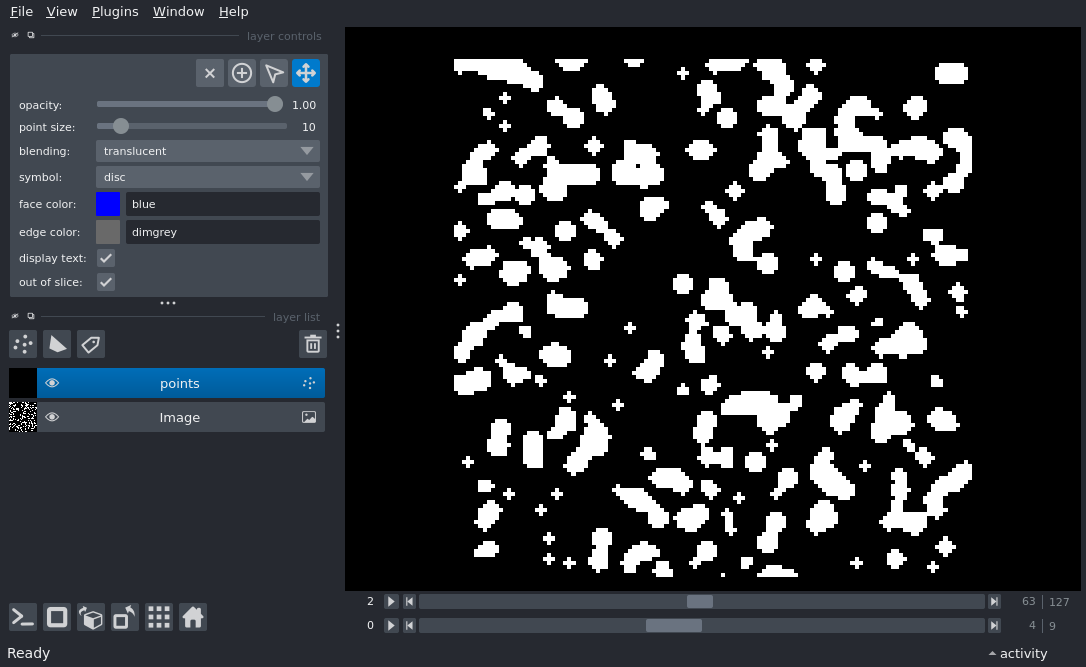 File View Plugins Window Help
layer controls
opacity: 1.00
point size: 10
blending: translucent
symbol: disc
face color: blue
edge color: dimgrey
display text:
out of slice:
layer list
points
Image
2 63 127
0 4 9
Ready activity